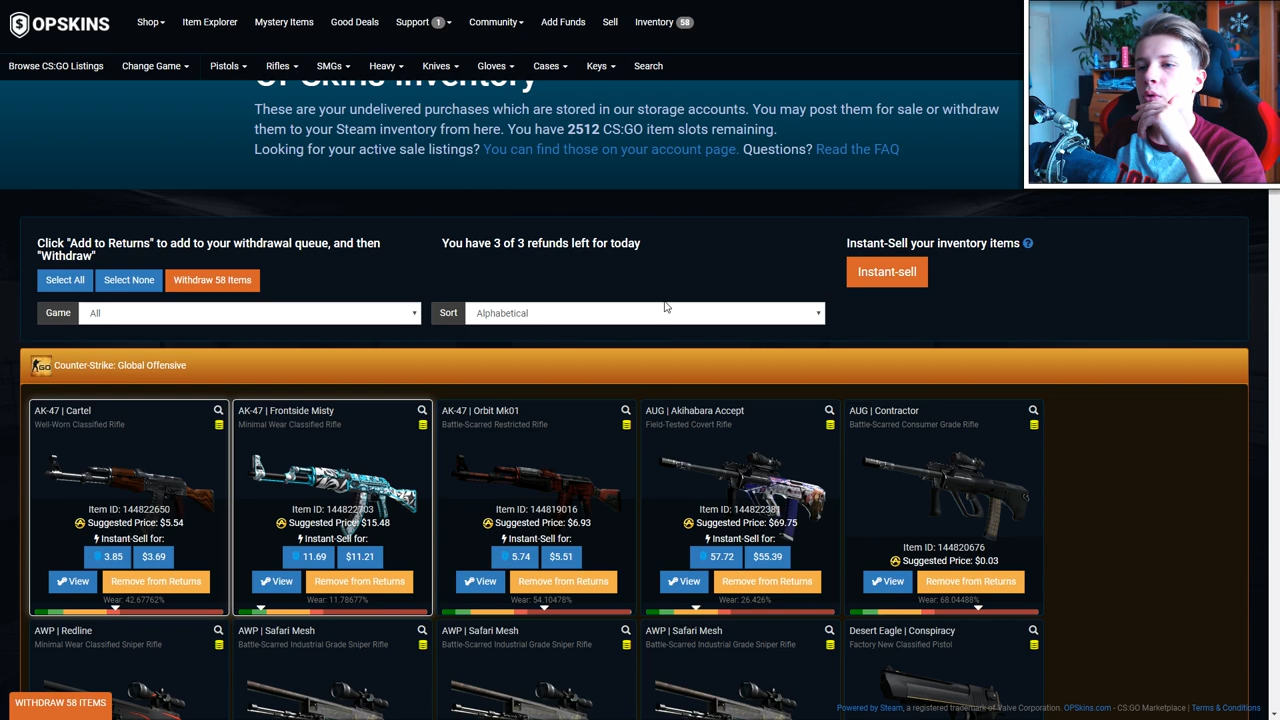 OPSKINS
Shop Item Explorer Mystery Items Good Deals Support 1 Community Add Funds Sell Inventory 58
Browse CS:GO Listings Change Game Pistols Rifles SMGs Heavy Knives Gloves Cases Keys Search
OPSkins Inventory
These are your undelivered purchases which are stored in our storage accounts. You may post them for sale or withdraw
them to your Steam inventory from here. You have 2512 CS:GO item slots remaining.
Looking for your active sale listings? You can find those on your account page. Questions? Read the FAQ
Click "Add to Returns" to add to your withdrawal queue, and then
"Withdraw"
You have 3 of 3 refunds left for today
Instant-Sell your inventory items ?
Select All Select None Withdraw 58 Items
Instant-sell
Game All Sort Alphabetical
Counter-Strike: Global Offensive
AK-47 | Cartel
Well-Worn Classified Rifle
Item ID: 144822650
Suggested Price: $5.54
Instant-Sell for:
3.85 $3.69
View Remove from Returns
Wear: 42.67762%
AK-47 | Frontside Misty
Minimal Wear Classified Rifle
Item ID: 144822703
Suggested Price: $15.48
Instant-Sell for:
11.69 $11.21
View Remove from Returns
Wear: 11.78677%
AK-47 | Orbit Mk01
Battle-Scarred Restricted Rifle
Item ID: 144819016
Suggested Price: $6.93
Instant-Sell for:
5.74 $5.51
View Remove from Returns
Wear: 54.10478%
AUG | Akihabara Accept
Field-Tested Covert Rifle
Item ID: 144822381
Suggested Price: $69.75
Instant-Sell for:
57.72 $55.39
View Remove from Returns
Wear: 26.426%
AUG | Contractor
Battle-Scarred Consumer Grade Rifle
Item ID: 144820676
Suggested Price: $0.03
View Remove from Returns
Wear: 68.04488%
AWP | Redline
Minimal Wear Classified Sniper Rifle
AWP | Safari Mesh
Battle-Scarred Industrial Grade Sniper Rifle
AWP | Safari Mesh
Battle-Scarred Industrial Grade Sniper Rifle
AWP | Safari Mesh
Battle-Scarred Industrial Grade Sniper Rifle
Desert Eagle | Conspiracy
Factory New Classified Pistol
WITHDRAW 58 ITEMS
Powered by Steam, a registered trademark of Valve Corporation. OPSkins.com - CS:GO Marketplace | Terms & Conditions